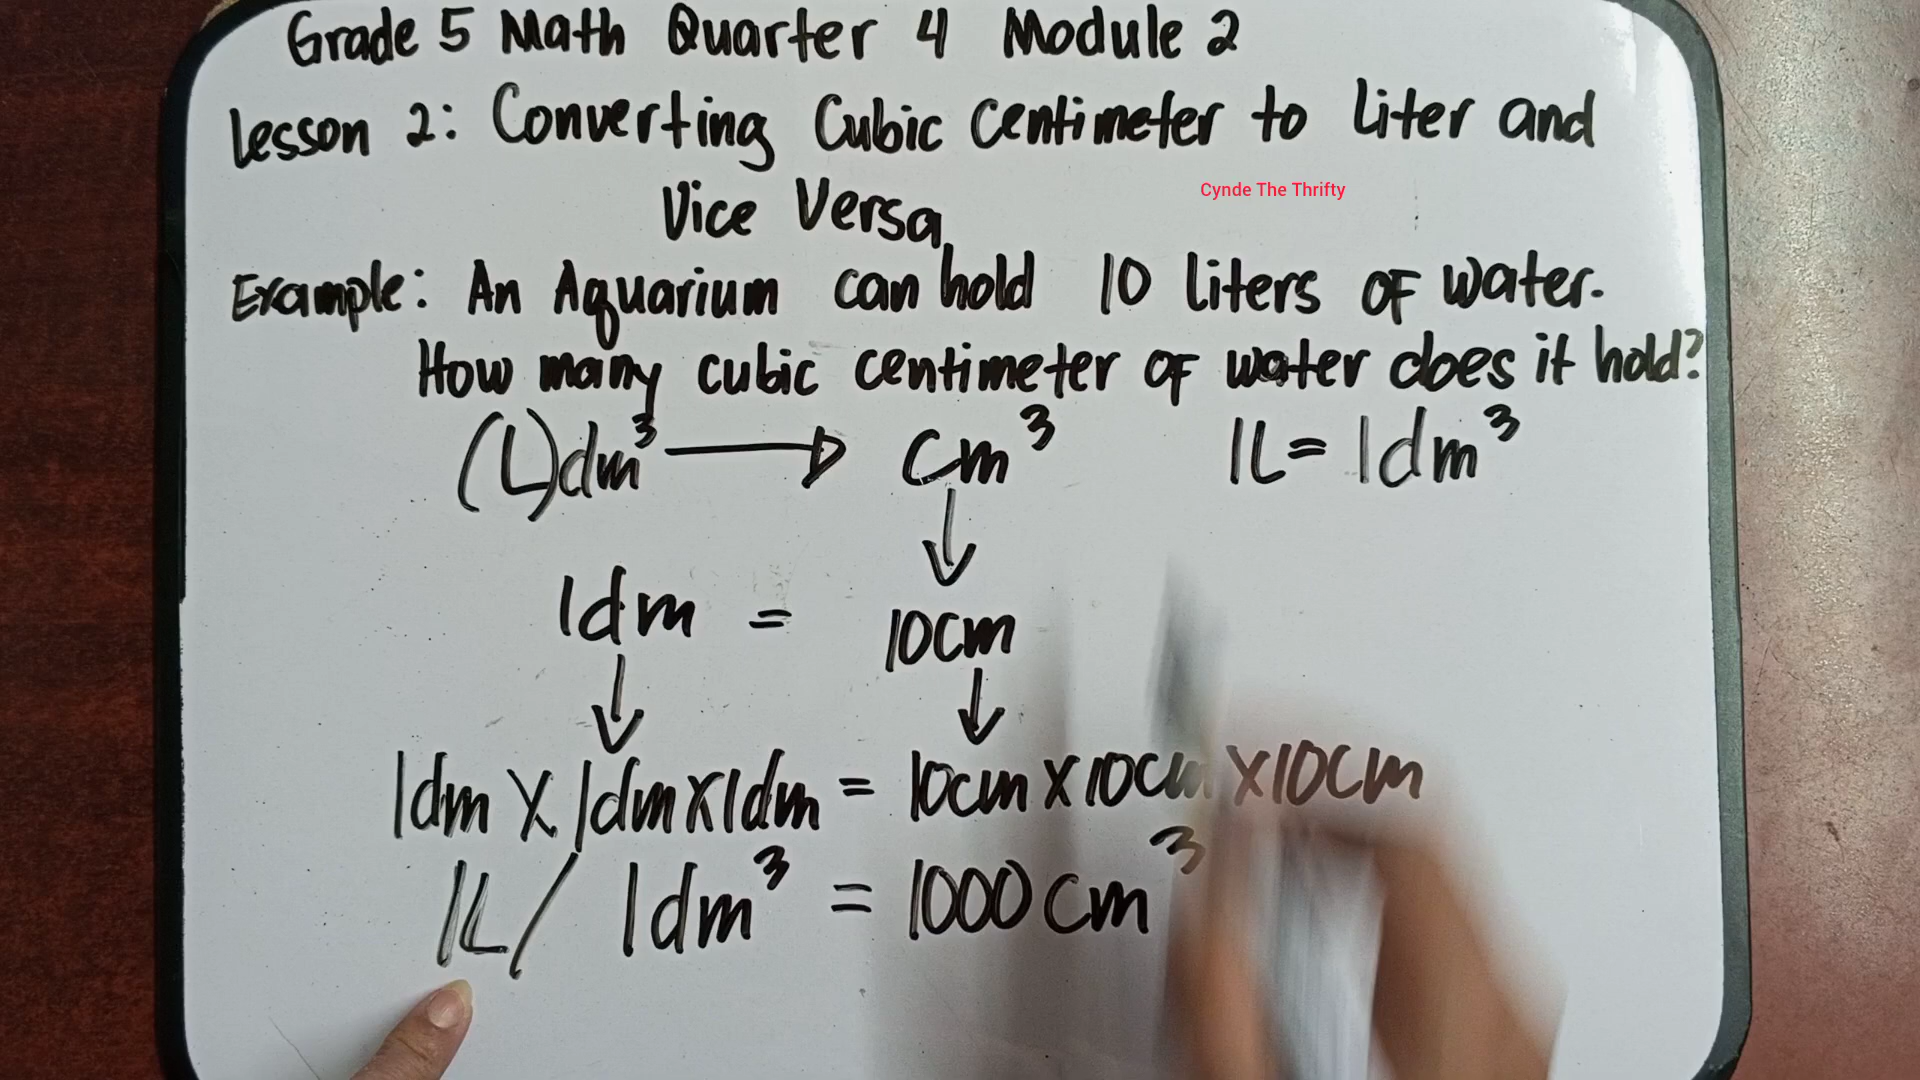 Grade 5 Math Quarter 4 Module 2
Lesson 2: Converting Cubic Centimeter to Liter and
Vice Versa
Cynde The Thrifty
Example: An Aquarium can hold 10 liters of water.
How many cubic centimeter of water does it hold?
(L)dm³ → cm³ 1L = 1dm³
↓
1dm = 10cm
↓ ↓
1dm x 1dm x 1dm = 10cm x 10cm x 10cm
1L/ 1dm³ = 1000 cm³